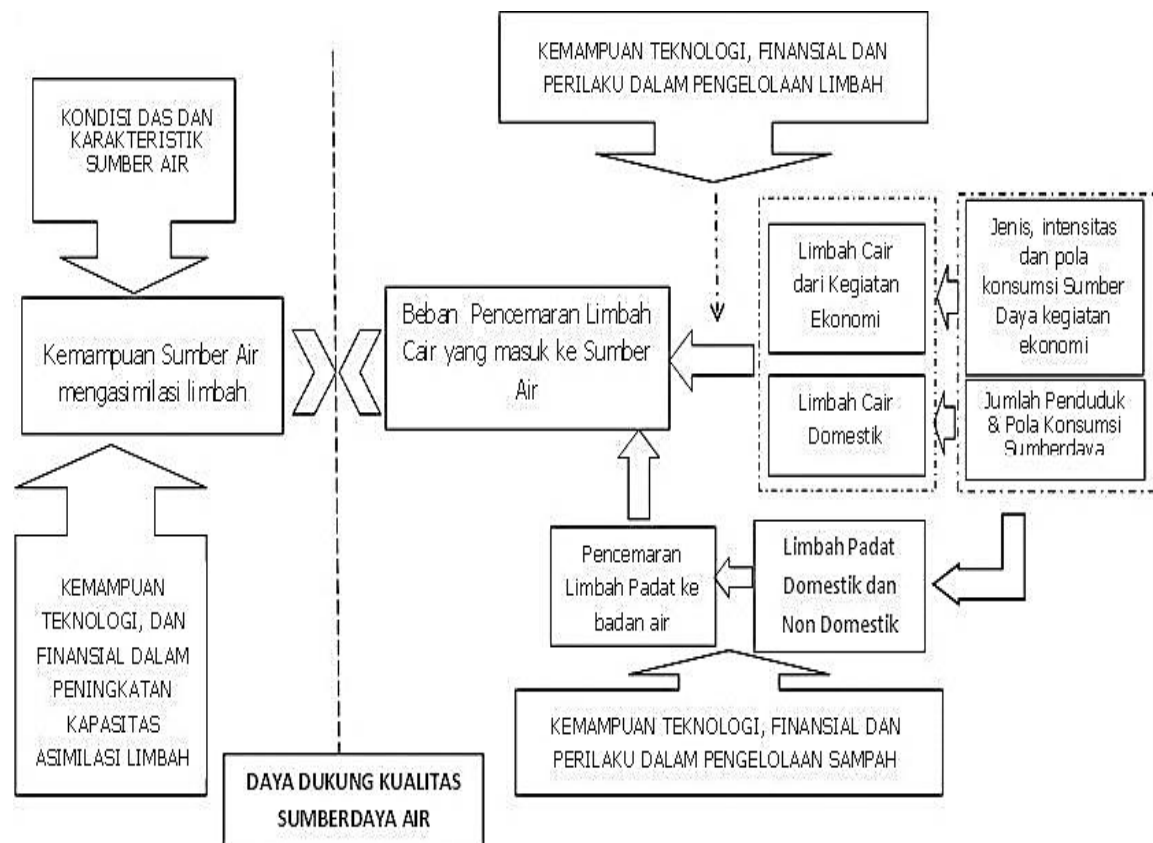 KEMAMPUAN TEKNOLOGI, FINANSIAL DAN
PERILAKU DALAM PENGELOLAAN LIMBAH
KONDISI DAS DAN
KARAKTERISTIK
SUMBER AIR
Kemampuan Sumber Air
mengasimilasi limbah
Beban Pencemaran Limbah
Cair yang masuk ke Sumber
Air
Limbah Cair
dari Kegiatan
Ekonomi
Jenis, intensitas
dan pola
konsumsi Sumber
Daya kegiatan
ekonomi
Limbah Cair
Domestik
Jumlah Penduduk
& Pola Konsumsi
Sumberdaya
Pencemaran
Limbah Padat ke
badan air
Limbah Padat
Domestik dan
Non Domestik
KEMAMPUAN
TEKNOLOGI, DAN
FINANSIAL DALAM
PENINGKATAN
KAPASITAS
ASIMILASI LIMBAH
KEMAMPUAN TEKNOLOGI, FINANSIAL DAN
PERILAKU DALAM PENGELOLAAN SAMPAH
DAYA DUKUNG KUALITAS
SUMBERDAYA AIR